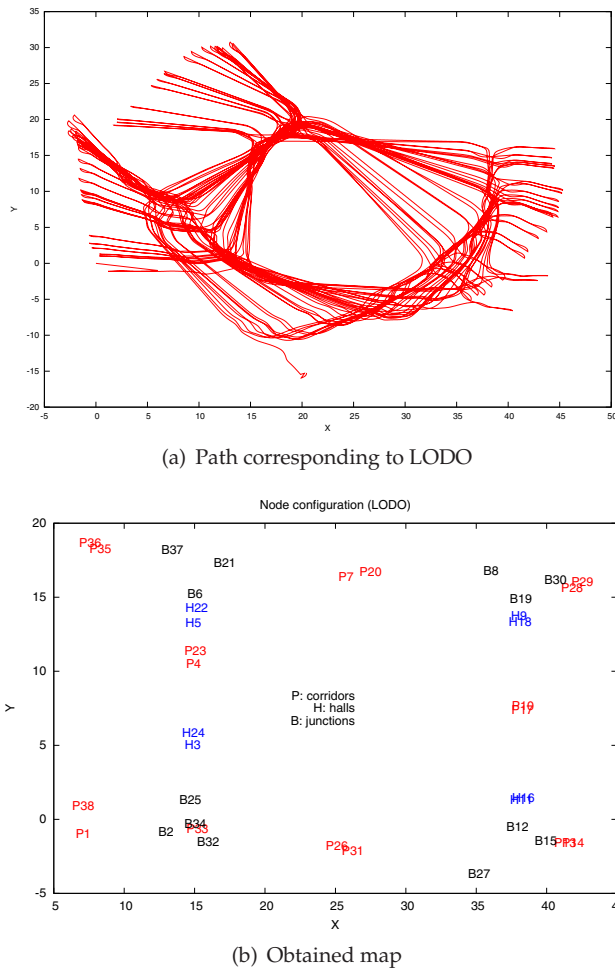 35
30
25
20
15
10
5
0
-5
-10
-15
-20
Y
-5 0 5 10 15 20 25 30 35 40 45 50
X
(a) Path corresponding to LODO
Node configuration (LODO)
20
P36
P35
B37
B21
P7
P20
B8
B30
P29
P28
15
B6
B19
H22
H5
H9
H18
P23
P4
10
P: corridors
H: halls
B: junctions
P10
P17
Y
H24
H3
5
P38
B25
H16
H11
0
P1
B2
B34
P33
B32
P26
P31
B12
B15
P13
P14
B27
-5
5 10 15 20 25 30 35 40 4
X
(b) Obtained map